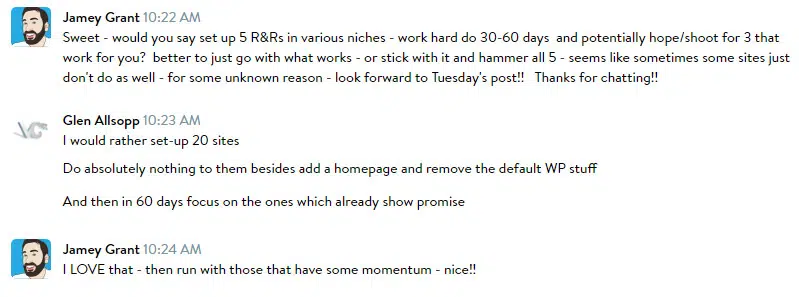 Jamey Grant 10:22 AM
Sweet - would you say set up 5 R&Rs in various niches - work hard do 30-60 days and potentially hope/shoot for 3 that
work for you? better to just go with what works - or stick with it and hammer all 5 - seems like sometimes some sites just
don't do as well - for some unknown reason - look forward to Tuesday's post!! Thanks for chatting!!
Glen Allsopp 10:23 AM
I would rather set-up 20 sites
Do absolutely nothing to them besides add a homepage and remove the default WP stuff
And then in 60 days focus on the ones which already show promise
Jamey Grant 10:24 AM
I LOVE that - then run with those that have some momentum - nice!!